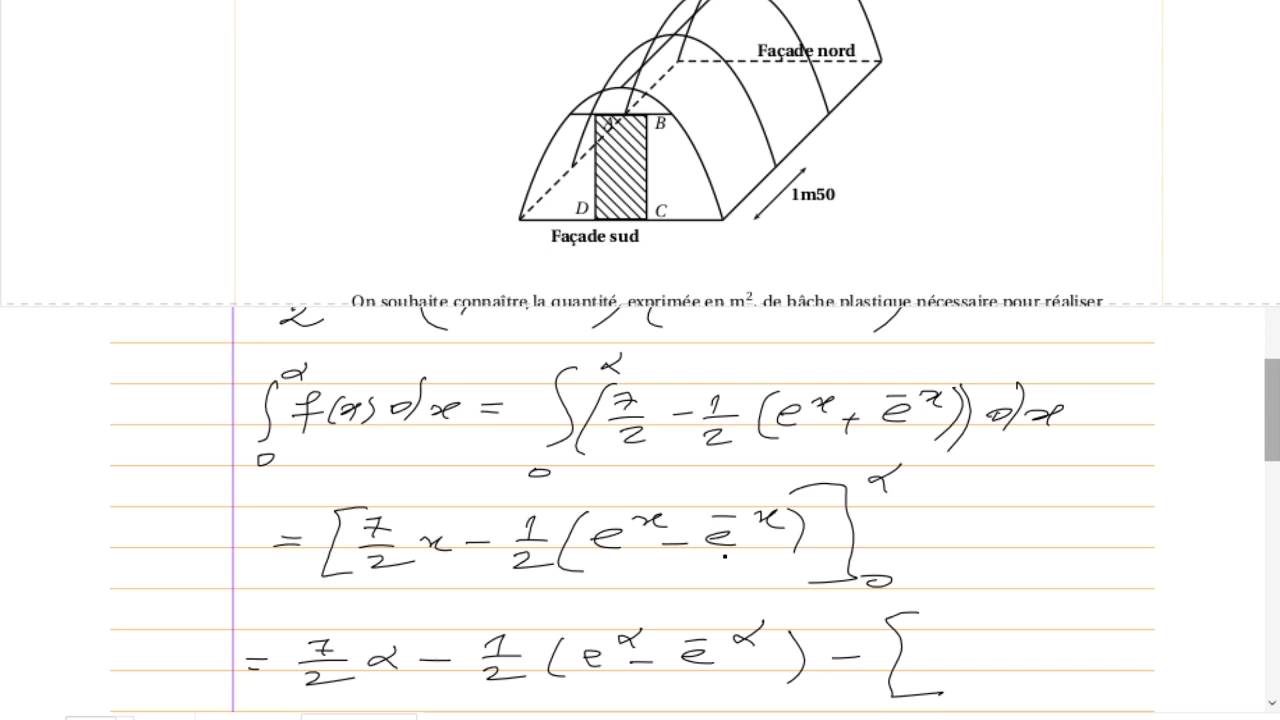 Façade nord
A B
1m50
D C
Façade sud
On souhaite connaître la quantité, exprimée en m², de bâche plastique nécessaire pour réaliser
2 ( , )(
∫₀^α f(x)dx = ∫₀^α (7/2 - 1/2 (e^x + e^-x)) dx
= [7/2 x - 1/2 (e^x - e^-x)]₀^α
= 7/2 α - 1/2 (e^α - e^-α) - [